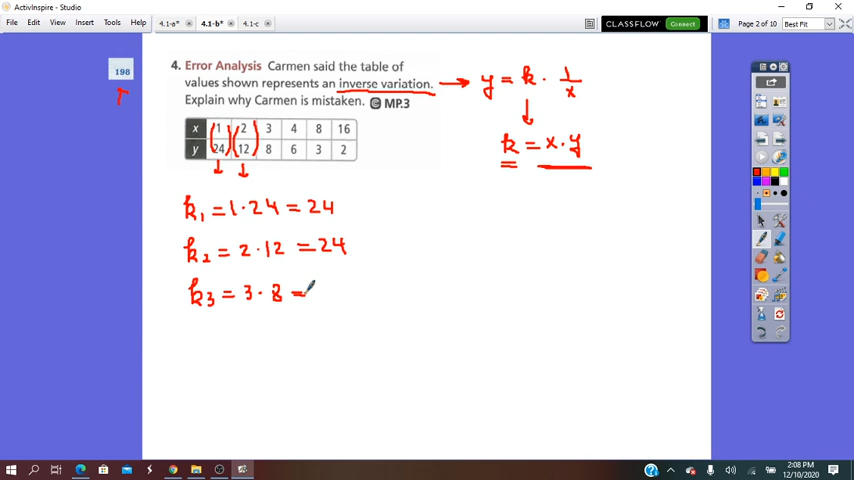 ActivInspire - Studio
File Edit View Insert Tools Help
4.1-a* 4.1-b* 4.1-c
CLASSFLOW Connect Page 2 of 10 Best Fit
198
4. Error Analysis Carmen said the table of
values shown represents an inverse variation.
Explain why Carmen is mistaken. MP.3
y = k · 1/x
k = x · y
x 1 2 3 4 8 16
y 24 12 8 6 3 2
k₁ = 1 · 24 = 24
k₂ = 2 · 12 = 24
k₃ = 3 · 8 =
2:08 PM
12/10/2020